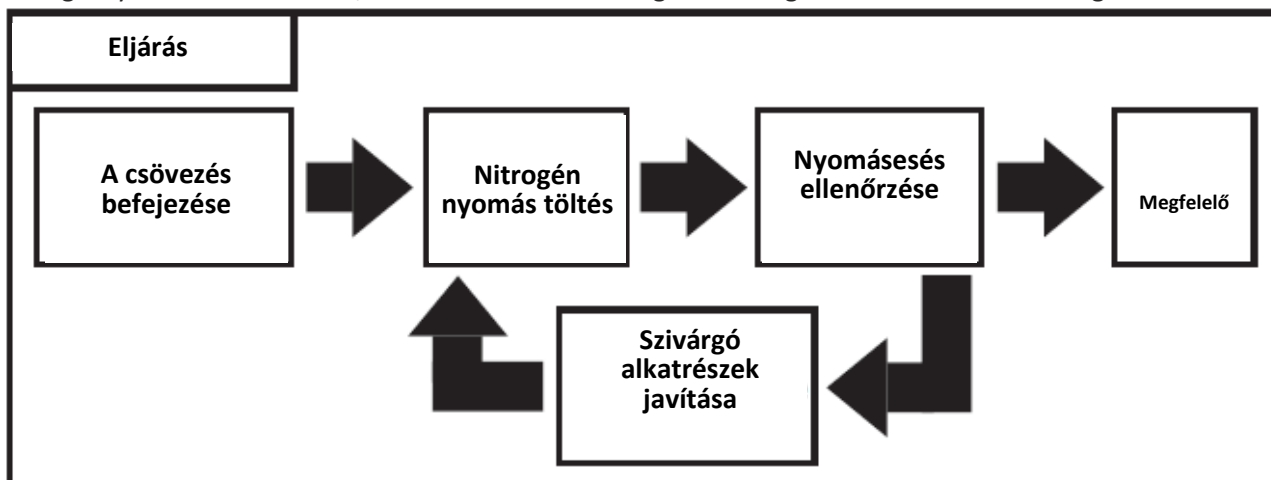 Eljárás
A csövezés
befejezése
Nitrogén
nyomás töltés
Nyomásesés
ellenőrzése
Megfelelő
Szivárgó
alkatrészek
javítása